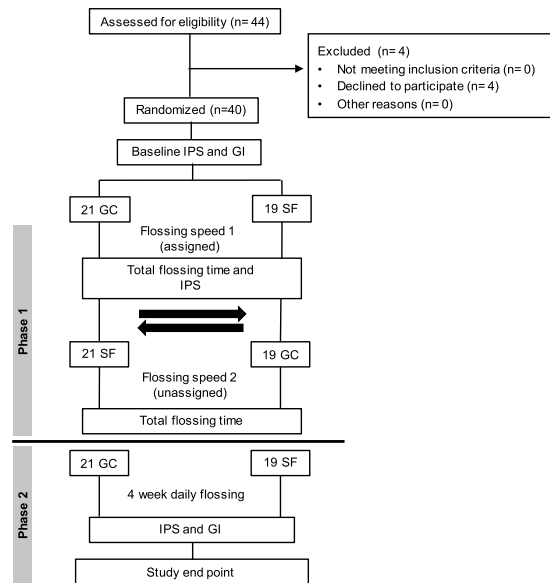 Assessed for eligibility (n= 44)
Excluded (n= 4)
• Not meeting inclusion criteria (n= 0)
• Declined to participate (n= 4)
• Other reasons (n= 0)
Randomized (n=40)
Baseline IPS and GI
21 GC
19 SF
Flossing speed 1
(assigned)
Total flossing time and
IPS
Phase 1
21 SF
19 GC
Flossing speed 2
(unassigned)
Total flossing time
Phase 2
21 GC
19 SF
4 week daily flossing
IPS and GI
Study end point